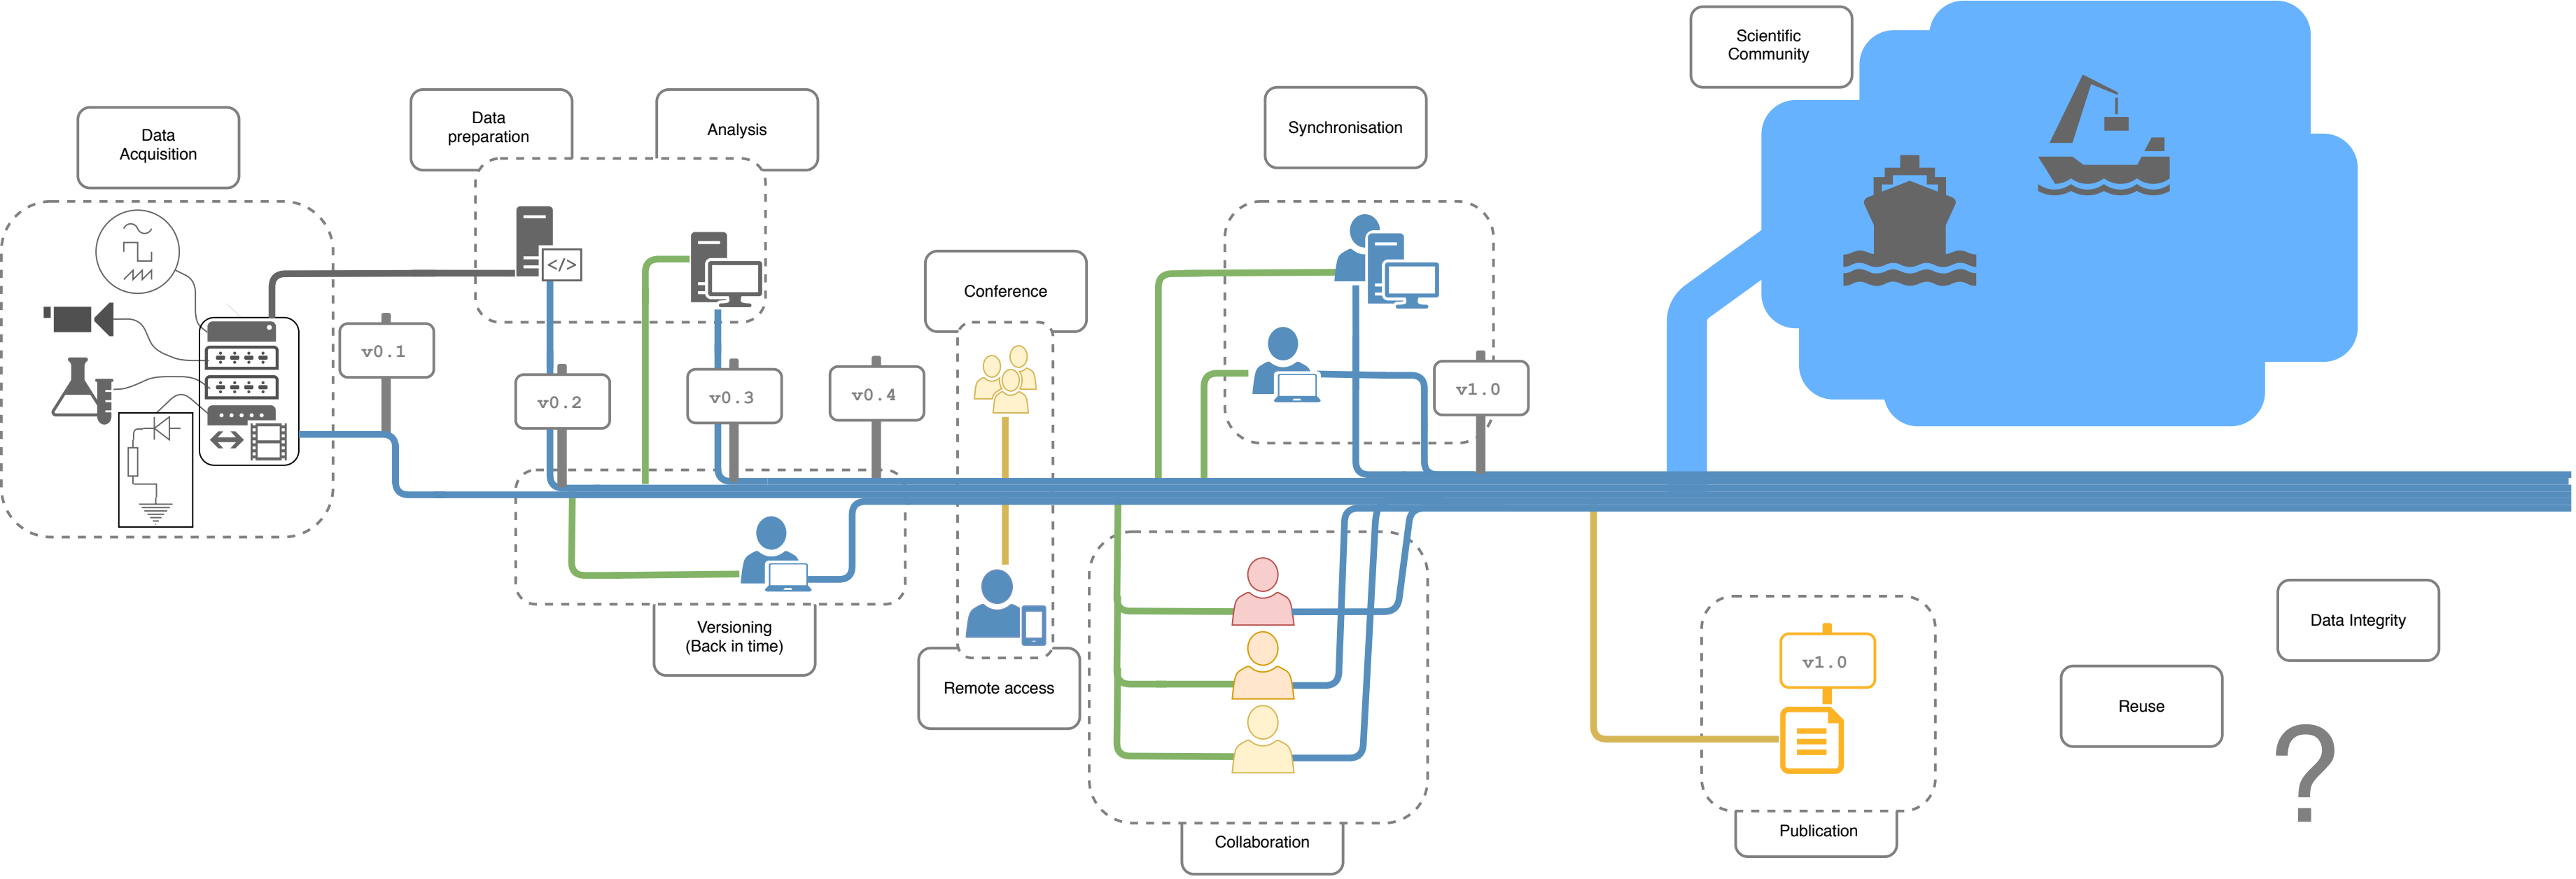 Scientific
Community
Data
Acquisition
Data
preparation
Analysis
Synchronisation
</>
Conference
v0.1
v0.2
v0.3
v0.4
v1.0
Versioning
(Back in time)
Remote access
Collaboration
v1.0
Publication
Reuse
Data Integrity
?